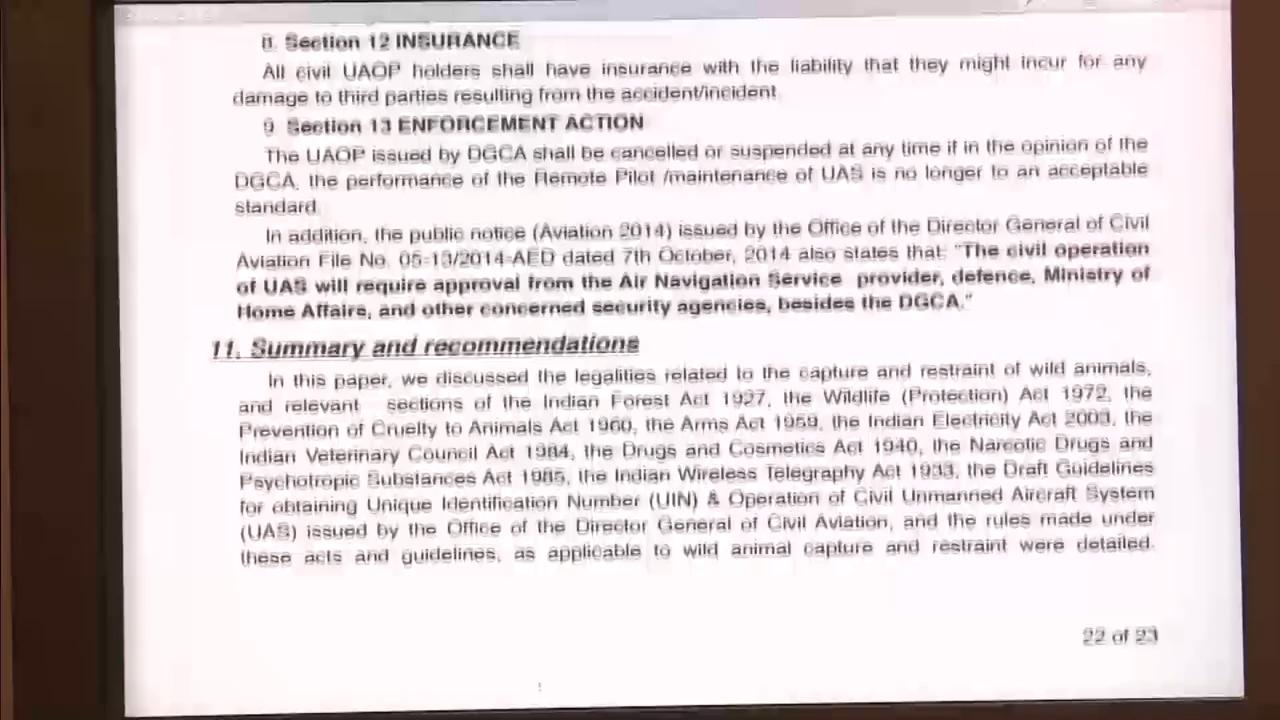 8. Section 12 INSURANCE
All civil UAOP holders shall have insurance with the liability that they might incur for any
damage to third parties resulting from the accident/incident.
9. Section 13 ENFORCEMENT ACTION
The UAOP issued by DGCA shall be cancelled or suspended at any time if in the opinion of the
DGCA, the performance of the Remote Pilot /maintenance of UAS is no longer to an acceptable
standard.
In addition, the public notice (Aviation 2014) issued by the Office of the Director General of Civil
Aviation File No. 05-13/2014-AED dated 7th October, 2014 also states that: "The civil operation
of UAS will require approval from the Air Navigation Service provider, defence, Ministry of
Home Affairs, and other concerned security agencies, besides the DGCA."
11. Summary and recommendations
In this paper, we discussed the legalities related to the capture and restraint of wild animals,
and relevant sections of the Indian Forest Act 1927, the Wildlife (Protection) Act 1972, the
Prevention of Cruelty to Animals Act 1960, the Arms Act 1959, the Indian Electricity Act 2003, the
Indian Veterinary Council Act 1984, the Drugs and Cosmetics Act 1940, the Narcotic Drugs and
Psychotropic Substances Act 1985, the Indian Wireless Telegraphy Act 1933, the Draft Guidelines
for obtaining Unique Identification Number (UIN) & Operation of Civil Unmanned Aircraft System
(UAS) issued by the Office of the Director General of Civil Aviation, and the rules made under
these acts and guidelines, as applicable to wild animal capture and restraint were detailed.
22 of 23